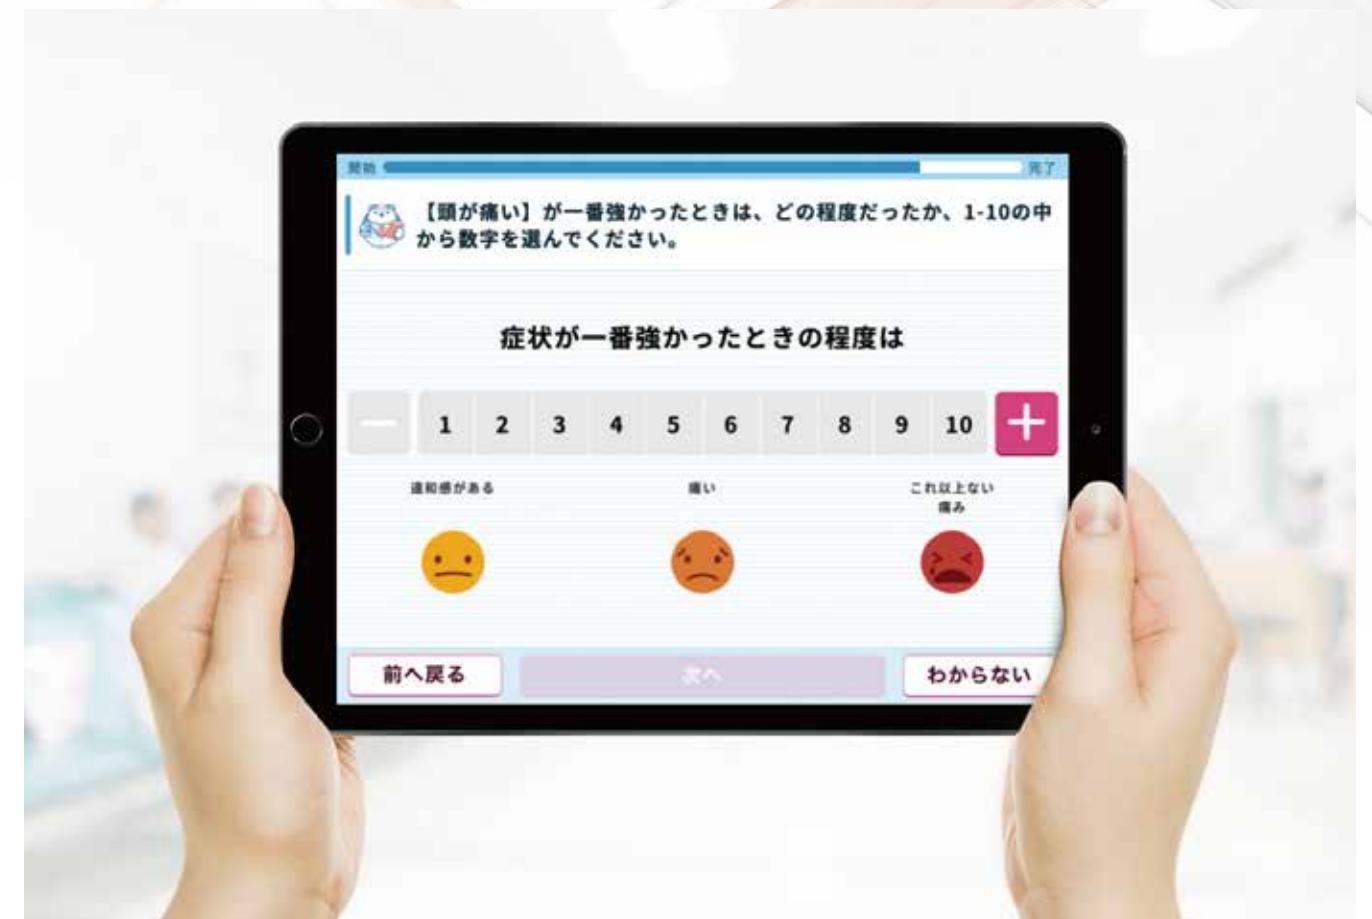 開始
完了
【頭が痛い】が一番強かったときは、どの程度だったか、1-10の中
から数字を選んでください。
症状が一番強かったときの程度は
1 2 3 4 5 6 7 8 9 10
違和感がある
痛い
これ以上ない
痛み
前へ戻る
次へ
わからない